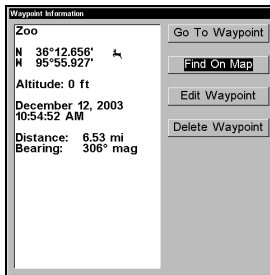 Waypoint Information
Zoo
N 36°12.656'
W 95°55.927'
Altitude: 0 ft
December 12, 2003
10:54:52 AM
Distance: 6.53 mi
Bearing: 306° mag
Go To Waypoint
Find On Map
Edit Waypoint
Delete Waypoint